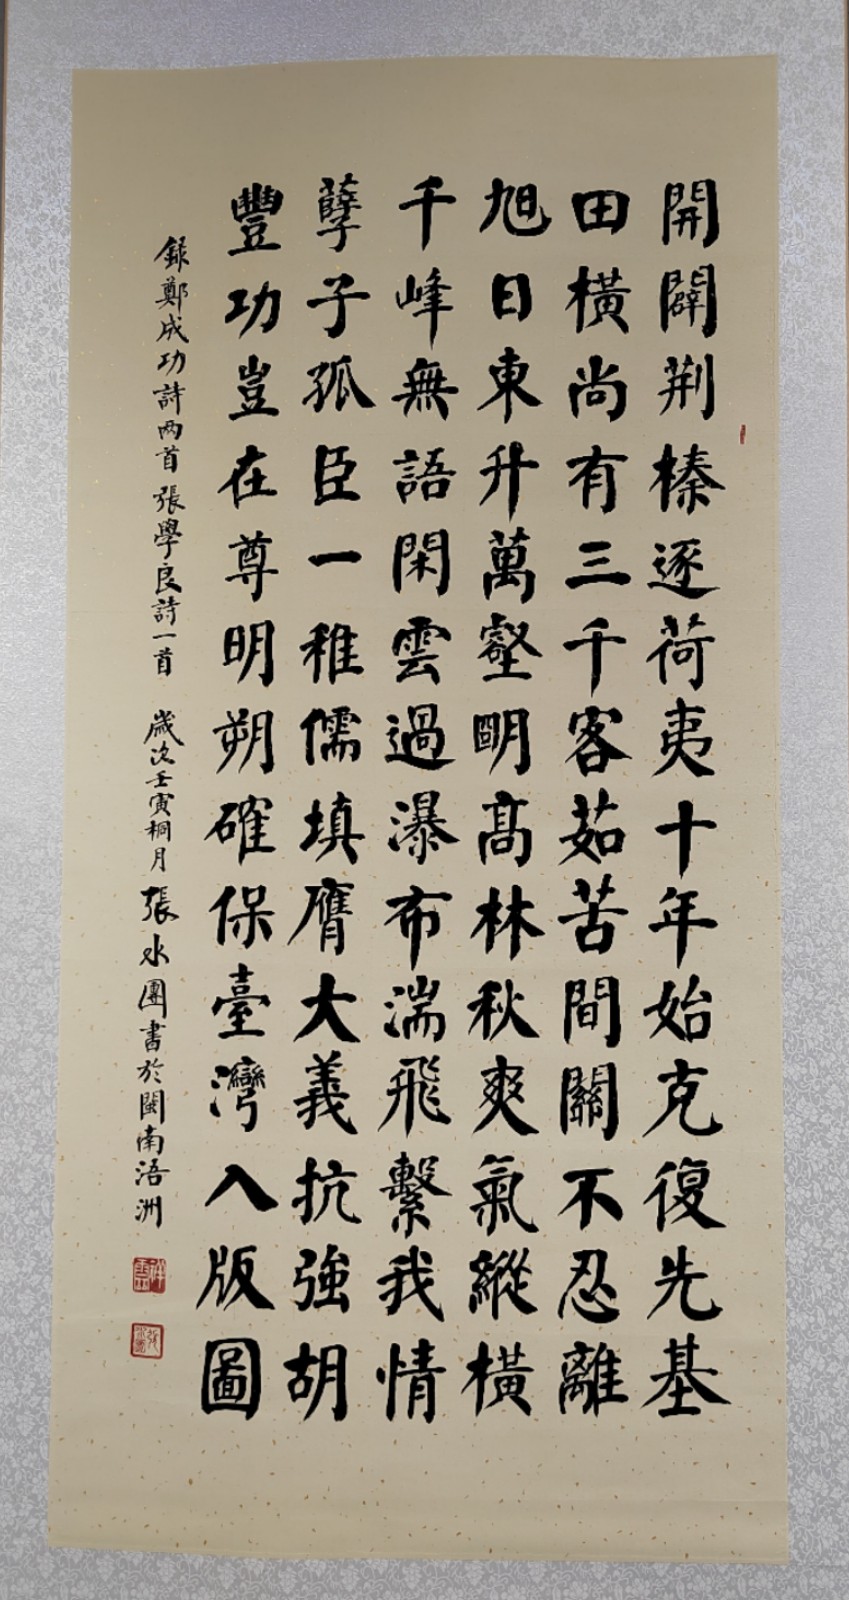 開闢荊榛逐荷夷十年始克復先基
田橫尚有三千客茹苦間關不忍離
旭日東升萬壑明高林秋爽氣縱橫
千峰無語閑雲過瀑布湍飛繫我情
孽子孤臣一稚儒填膺大義抗強胡
豐功豈在尊明朔確保臺灣入版圖
録鄭成功詩兩首 張學良詩一首 歲次壬寅桐月 張水團書於閩南浯洲